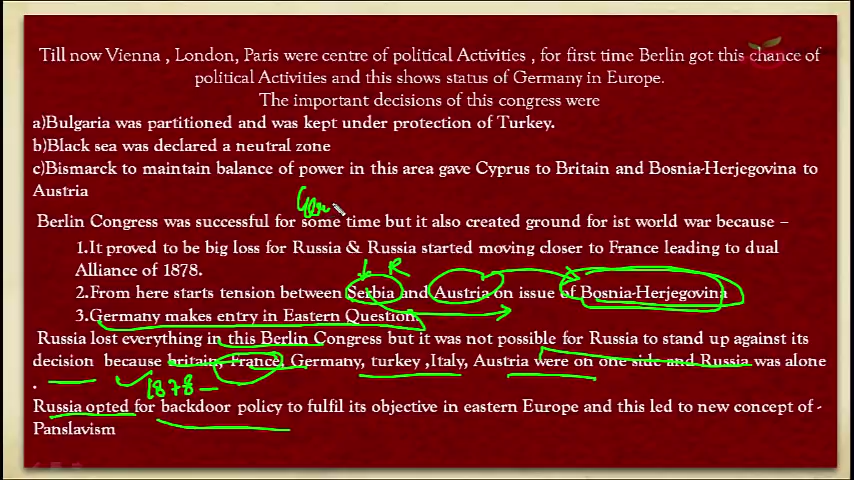 Till now Vienna , London, Paris were centre of political Activities , for first time Berlin got this chance of
political Activities and this shows status of Germany in Europe.
The important decisions of this congress were
a)Bulgaria was partitioned and was kept under protection of Turkey.
b)Black sea was declared a neutral zone
c)Bismarck to maintain balance of power in this area gave Cyprus to Britain and Bosnia-Herjegovina to
Austria
Berlin Congress was successful for some time but it also created ground for ist world war because –
1.It proved to be big loss for Russia & Russia started moving closer to France leading to dual
Alliance of 1878.
R
2.From here starts tension between Serbia and Austria on issue of Bosnia-Herjegovina
3.Germany makes entry in Eastern Question.
Russia lost everything in this Berlin Congress but it was not possible for Russia to stand up against its
decision because britain, France, Germany, turkey ,Italy, Austria were on one side and Russia was alone
.
1878
Russia opted for backdoor policy to fulfil its objective in eastern Europe and this led to new concept of -
Panslavism